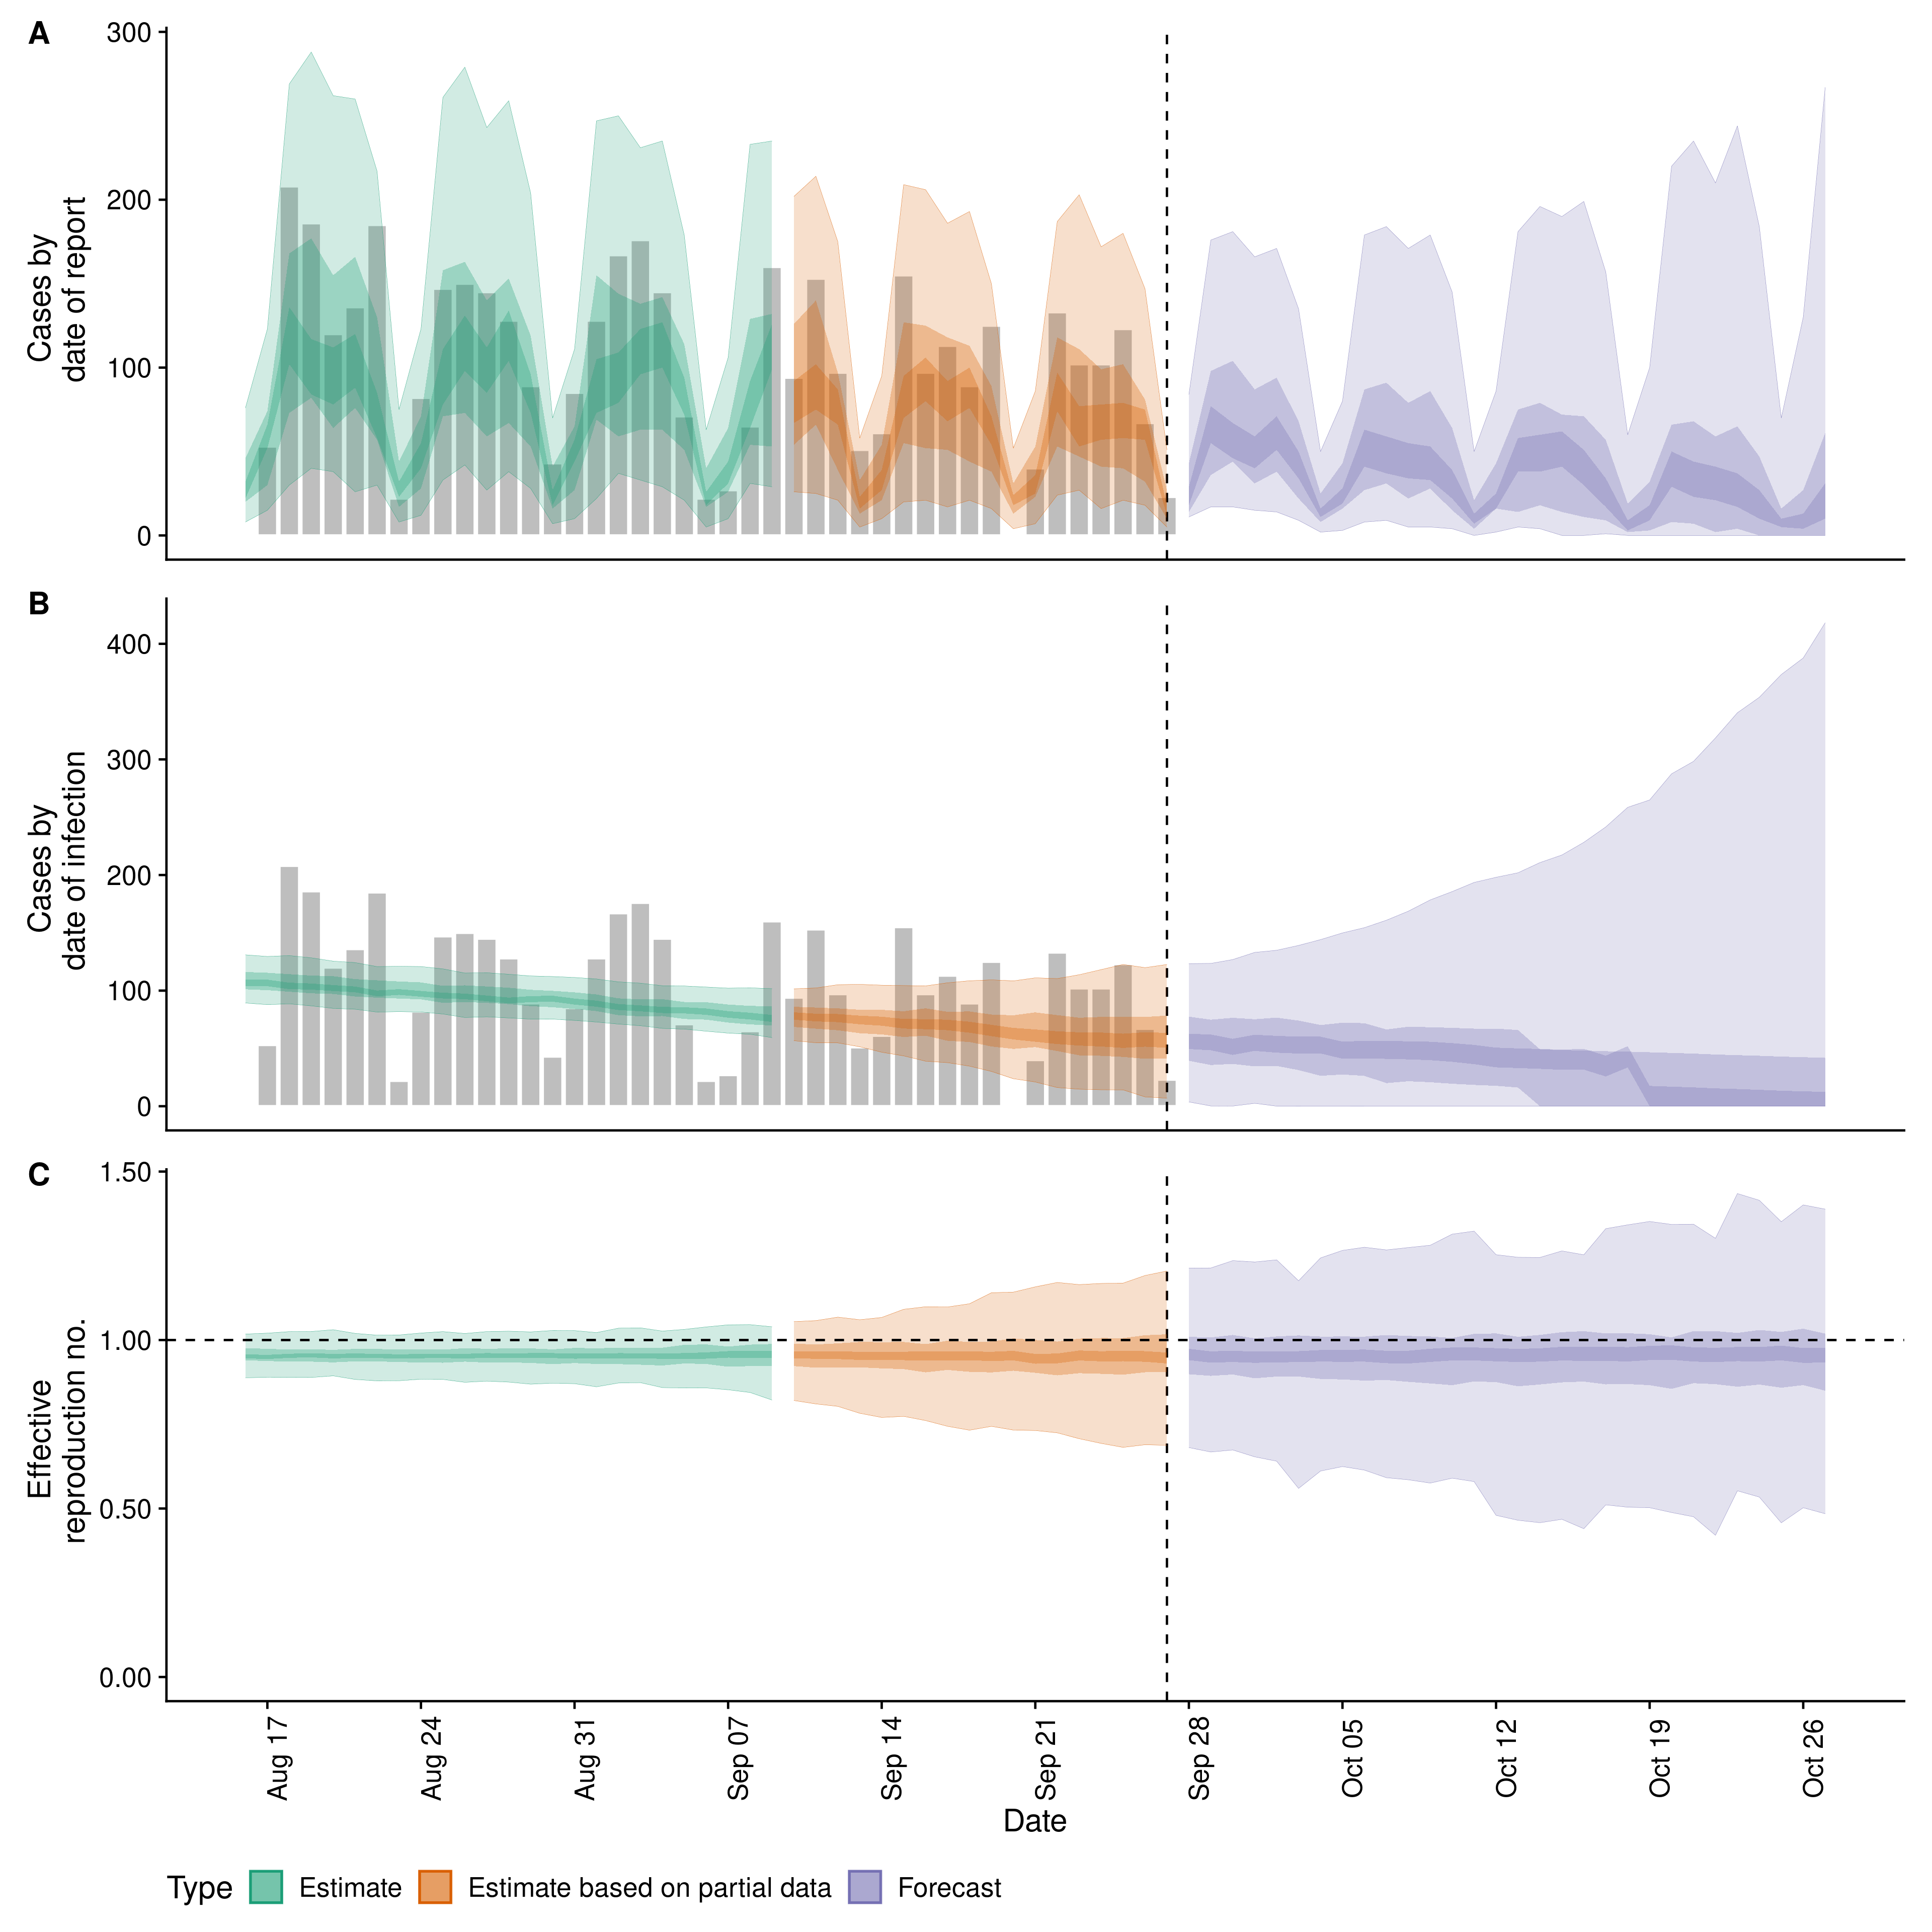 A
Cases by
date of report
300
200
100
0
B
Cases by
date of infection
400
300
200
100
0
C
Effective
reproduction no.
1.50
1.00
0.50
0.00
Aug 17
Aug 24
Aug 31
Sep 07
Sep 14
Sep 21
Sep 28
Oct 05
Oct 12
Oct 19
Oct 26
Date
Type Estimate Estimate based on partial data Forecast